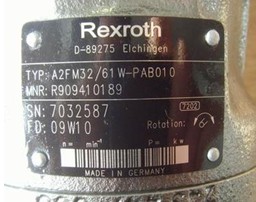 Rexroth
D-89275 Elchingen
TYP: A2FM32/61W-PAB010
MNR: R909410189
SN: 7032587
7202
FD: 09W10
Rotation:
n= min⁻¹ P= kw
MADE IN GERMANY